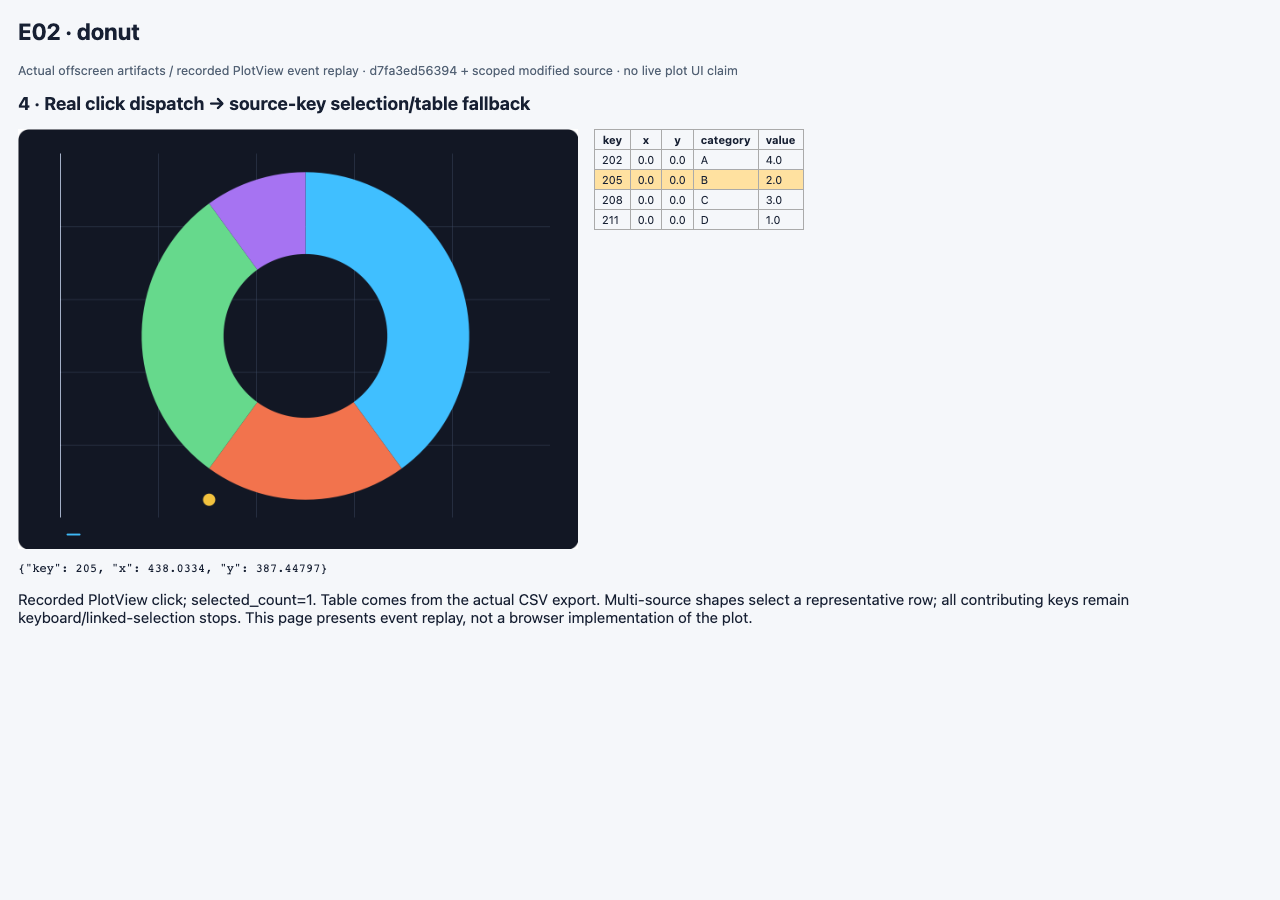 E02 · donut
Actual offscreen artifacts / recorded PlotView event replay · d7fa3ed56394 + scoped modified source · no live plot UI claim
4 · Real click dispatch → source-key selection/table fallback
key x y category value
202 0.0 0.0 A 4.0
205 0.0 0.0 B 2.0
208 0.0 0.0 C 3.0
211 0.0 0.0 D 1.0
{"key": 205, "x": 438.0334, "y": 387.44797}
Recorded PlotView click; selected_count=1. Table comes from the actual CSV export. Multi-source shapes select a representative row; all contributing keys remain
keyboard/linked-selection stops. This page presents event replay, not a browser implementation of the plot.